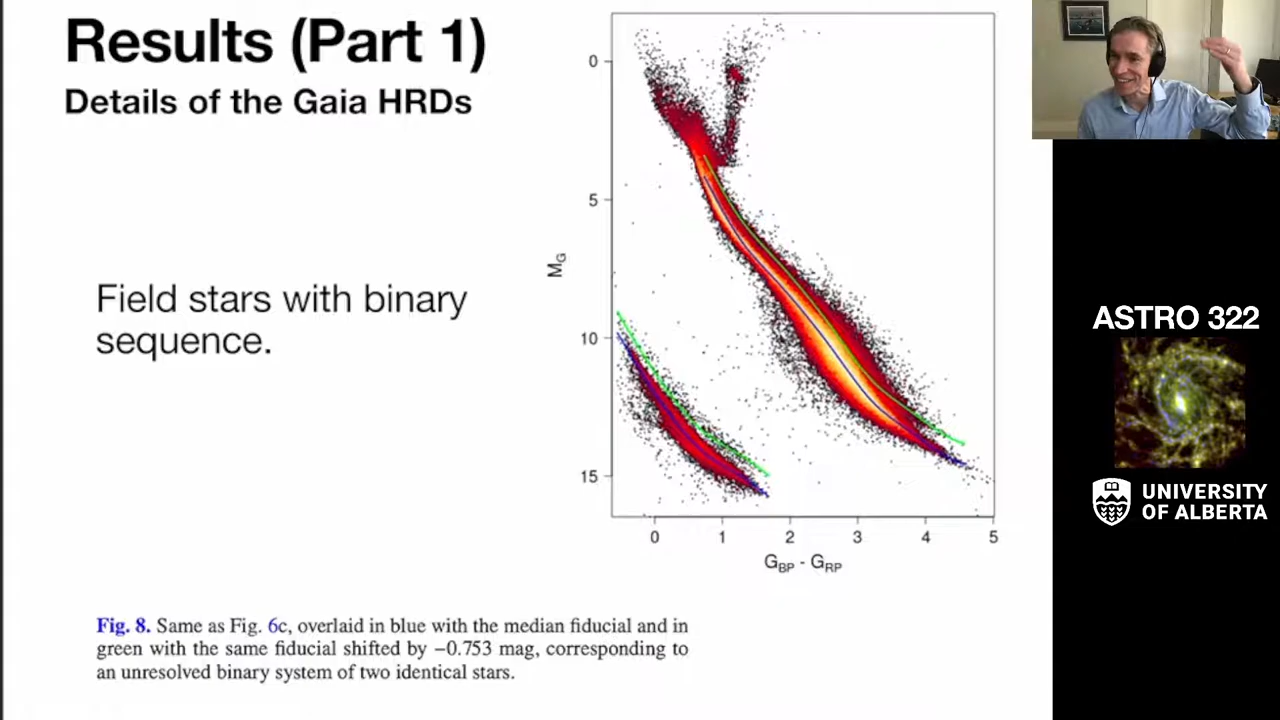 Results (Part 1)
Details of the Gaia HRDs
Field stars with binary
sequence.
0
5
10
15
M_G
0 1 2 3 4 5
G_BP - G_RP
Fig. 8. Same as Fig. 6c, overlaid in blue with the median fiducial and in
green with the same fiducial shifted by −0.753 mag, corresponding to
an unresolved binary system of two identical stars.
ASTRO 322
UNIVERSITY
OF ALBERTA